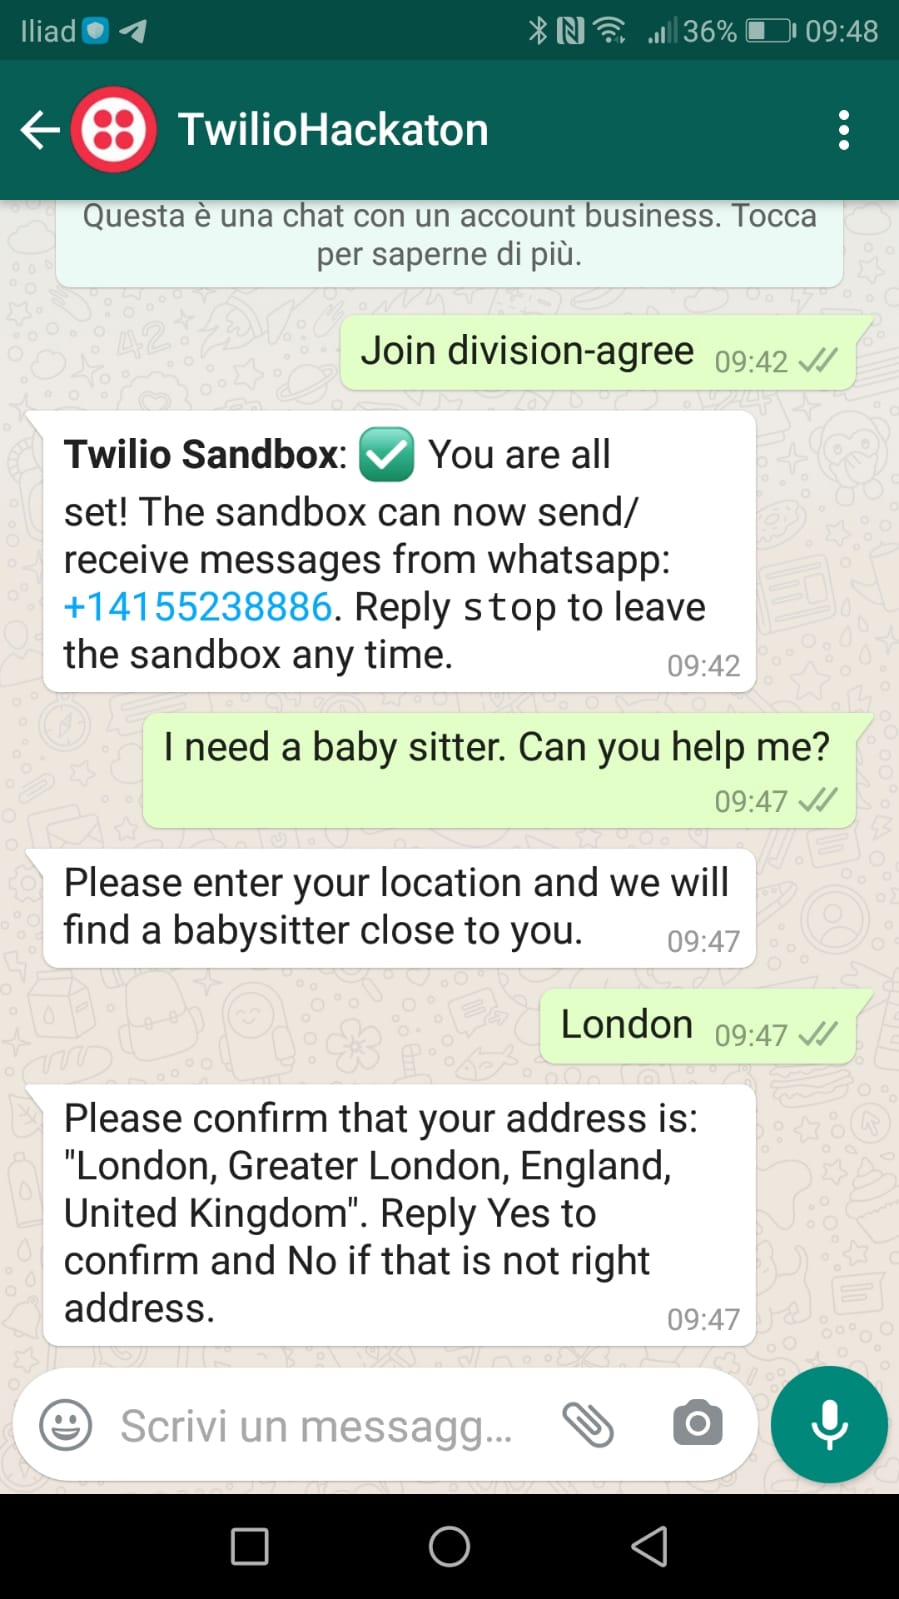 Iliad 36% 09:48
TwilioHackaton
Questa è una chat con un account business. Tocca
per saperne di più.
Join division-agree 09:42
Twilio Sandbox: ✅ You are all
set! The sandbox can now send/
receive messages from whatsapp:
+14155238886. Reply stop to leave
the sandbox any time. 09:42
I need a baby sitter. Can you help me?
09:47
Please enter your location and we will
find a babysitter close to you. 09:47
London 09:47
Please confirm that your address is:
"London, Greater London, England,
United Kingdom". Reply Yes to
confirm and No if that is not right
address. 09:47
Scrivi un messagg...